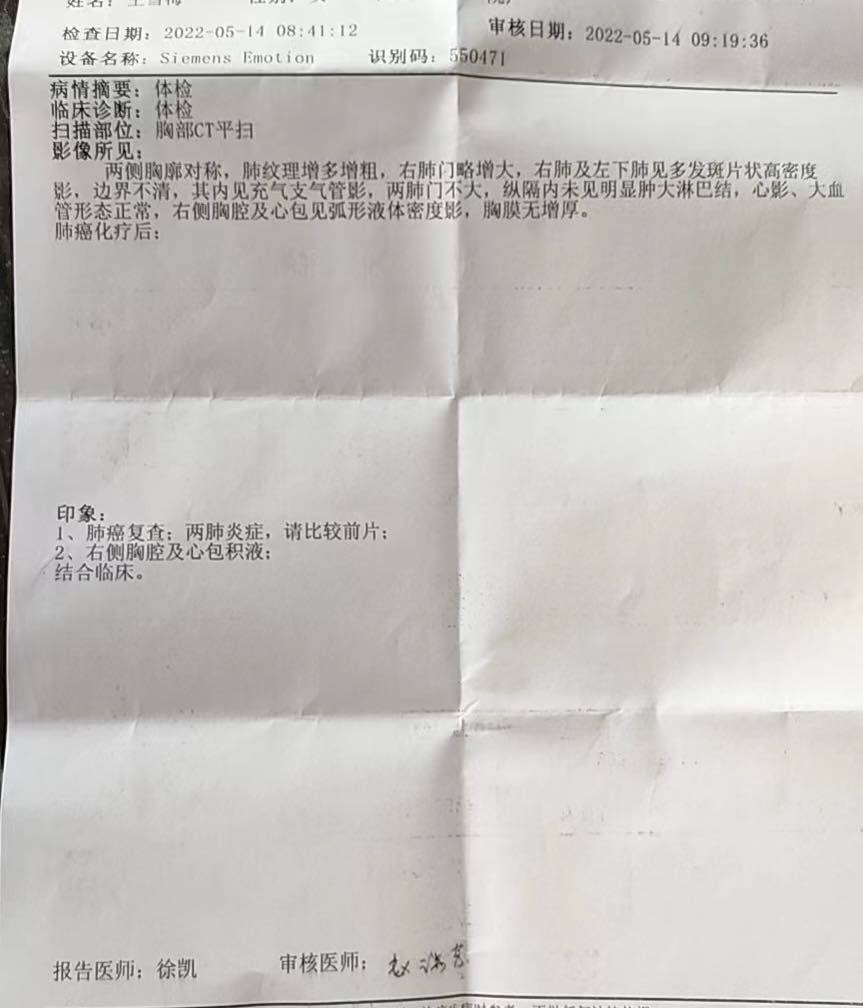 检查日期：2022-05-14 08:41:12
审核日期：2022-05-14 09:19:36
设备名称：Siemens Emotion 识别码：550471
病情摘要：体检
临床诊断：体检
扫描部位：胸部CT平扫
影像所见：
两侧胸廓对称，肺纹理增多增粗，右肺门略增大，右肺及左下肺见多发斑片状高密度
影，边界不清，其内见充气支气管影，两肺门不大，纵隔内未见明显肿大淋巴结，心影、大血
管形态正常，右侧胸腔及心包见弧形液体密度影，胸膜无增厚。
肺癌化疗后；
印象：
1、肺癌复查；两肺炎症，请比较前片；
2、右侧胸腔及心包积液；
结合临床。
报告医师：徐凯 审核医师：